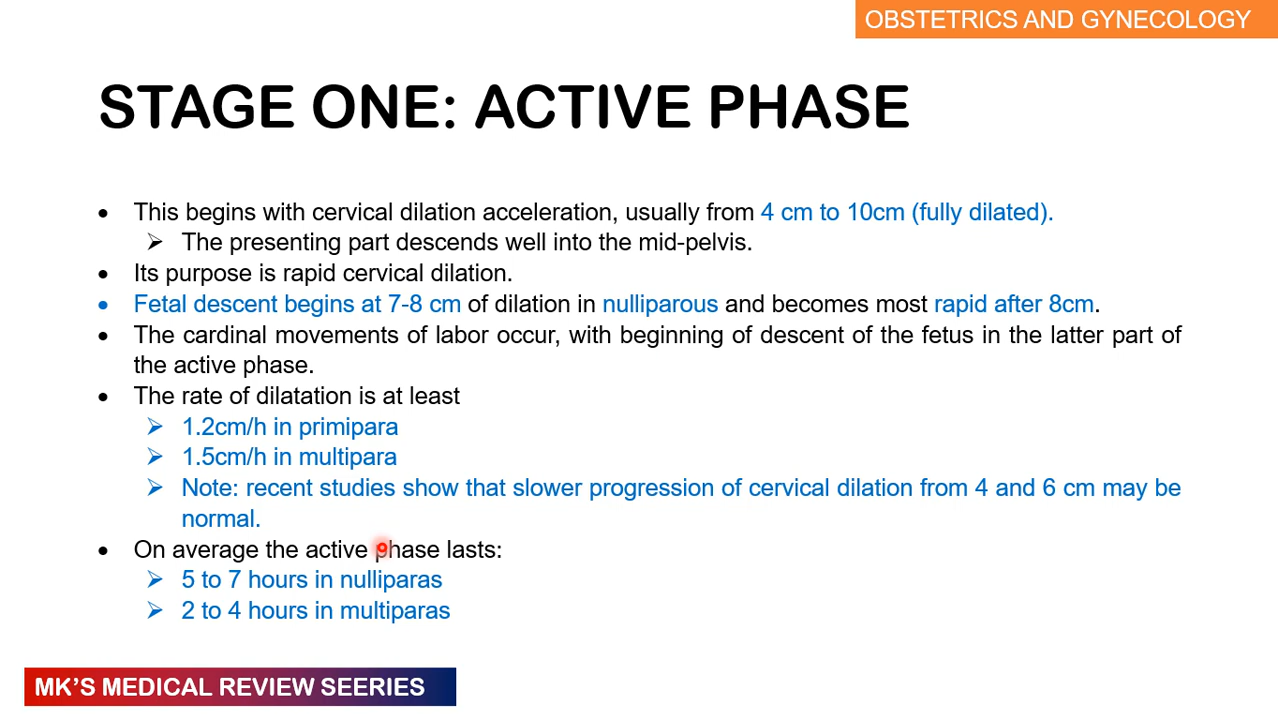 OBSTETRICS AND GYNECOLOGY
STAGE ONE: ACTIVE PHASE
• This begins with cervical dilation acceleration, usually from 4 cm to 10cm (fully dilated).
➢ The presenting part descends well into the mid-pelvis.
• Its purpose is rapid cervical dilation.
• Fetal descent begins at 7-8 cm of dilation in nulliparous and becomes most rapid after 8cm.
• The cardinal movements of labor occur, with beginning of descent of the fetus in the latter part of
the active phase.
• The rate of dilatation is at least
➢ 1.2cm/h in primipara
➢ 1.5cm/h in multipara
➢ Note: recent studies show that slower progression of cervical dilation from 4 and 6 cm may be
normal.
• On average the active phase lasts:
➢ 5 to 7 hours in nulliparas
➢ 2 to 4 hours in multiparas
MK'S MEDICAL REVIEW SEERIES